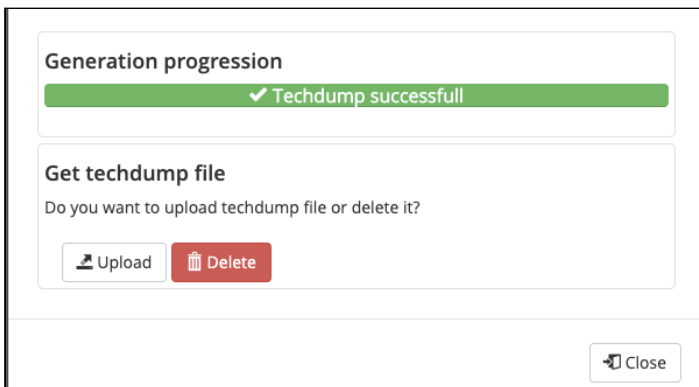 Generation progression
Techdump successfull
Get techdump file
Do you want to upload techdump file or delete it?
Upload
Delete
Close